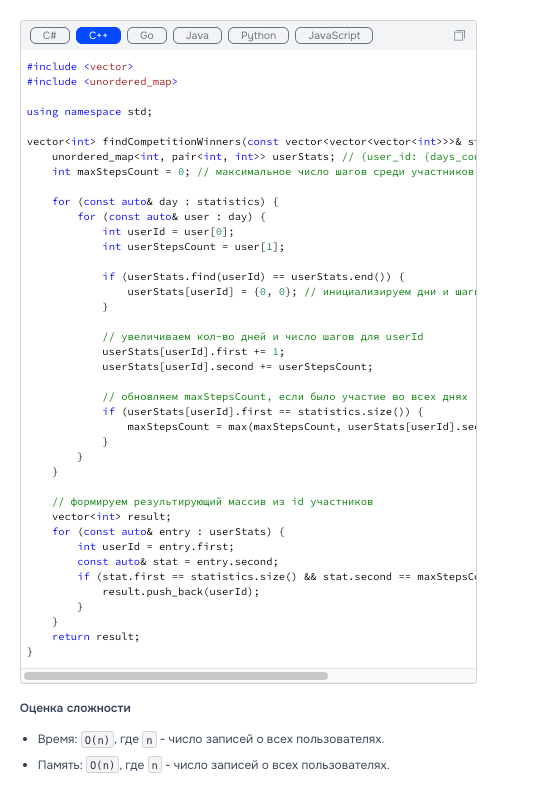 C# C++ Go Java Python JavaScript
#include <vector>
#include <unordered_map>
using namespace std;
vector<int> findCompetitionWinners(const vector<vector<vector<int>>>& st
    unordered_map<int, pair<int, int>> userStats; // {user_id: {days_cou
    int maxStepsCount = 0; // максимальное число шагов среди участников
    for (const auto& day : statistics) {
        for (const auto& user : day) {
            int userId = user[0];
            int userStepsCount = user[1];
            if (userStats.find(userId) == userStats.end()) {
                userStats[userId] = {0, 0}; // инициализируем дни и шаг
            }
            // увеличиваем кол-во дней и число шагов для userId
            userStats[userId].first += 1;
            userStats[userId].second += userStepsCount;
            // обновляем maxStepsCount, если было участие во всех днях
            if (userStats[userId].first == statistics.size()) {
                maxStepsCount = max(maxStepsCount, userStats[userId].sec
            }
        }
    }
    // формируем результирующий массив из id участников
    vector<int> result;
    for (const auto& entry : userStats) {
        int userId = entry.first;
        const auto& stat = entry.second;
        if (stat.first == statistics.size() && stat.second == maxStepsCo
            result.push_back(userId);
        }
    }
    return result;
}
Оценка сложности
• Время: O(n), где n - число записей о всех пользователях.
• Память: O(n), где n - число записей о всех пользователях.